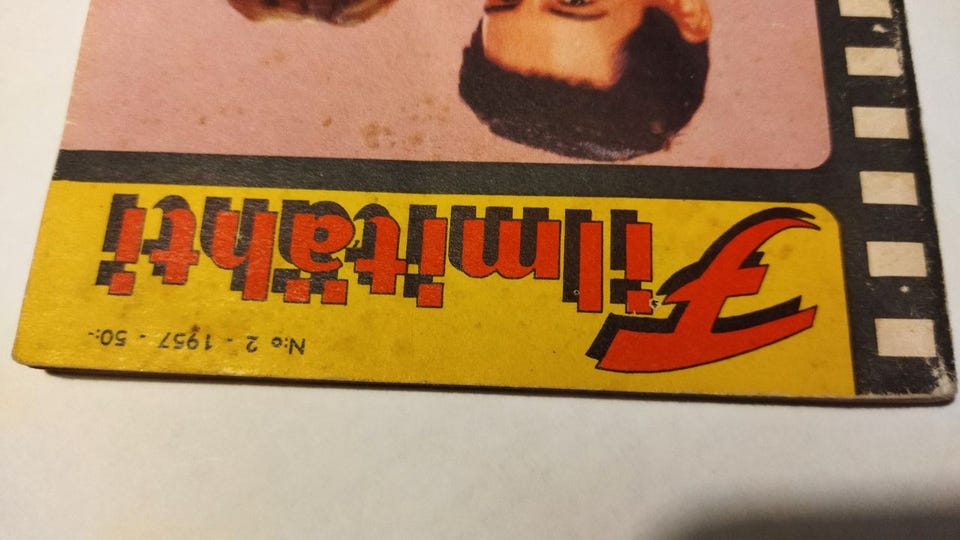 Filmitähti
N:o 2 - 1957 - 50:-